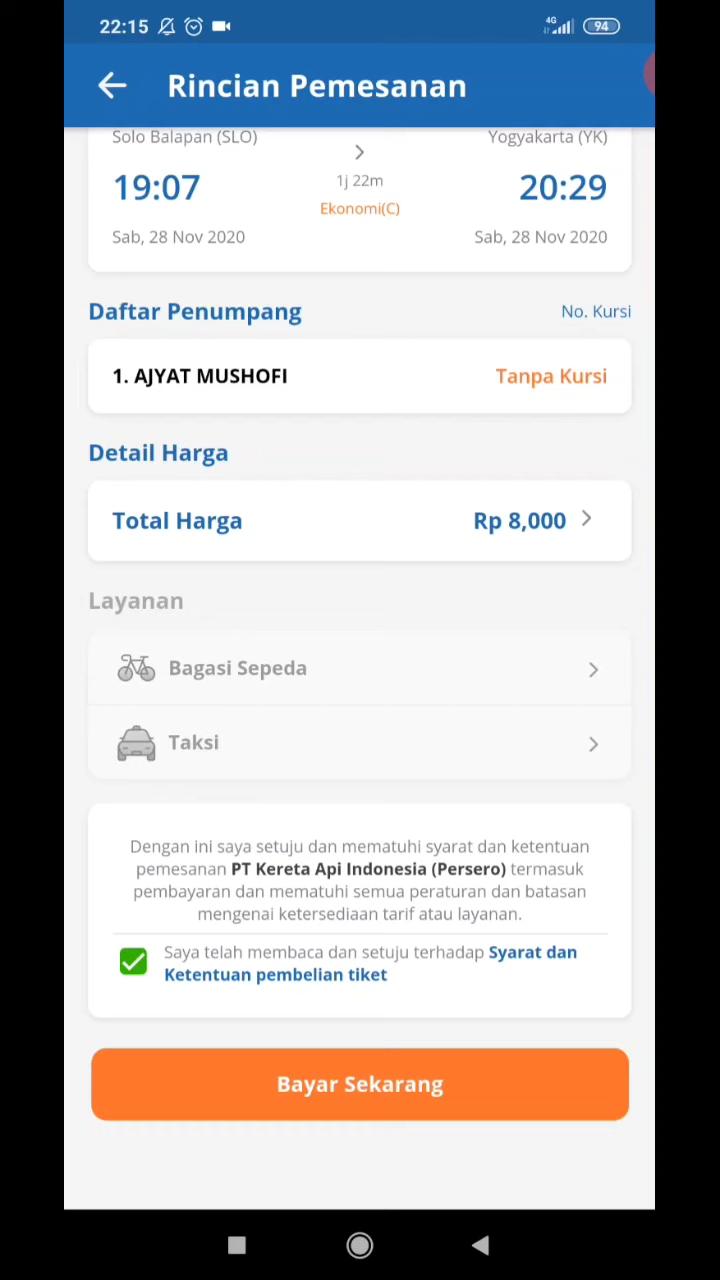 22:15
4G
94
Rincian Pemesanan
Solo Balapan (SLO)
Yogyakarta (YK)
19:07
1j 22m
20:29
Ekonomi(C)
Sab, 28 Nov 2020
Sab, 28 Nov 2020
Daftar Penumpang
No. Kursi
1. AJYAT MUSHOFI
Tanpa Kursi
Detail Harga
Total Harga
Rp 8,000
Layanan
Bagasi Sepeda
Taksi
Dengan ini saya setuju dan mematuhi syarat dan ketentuan
pemesanan PT Kereta Api Indonesia (Persero) termasuk
pembayaran dan mematuhi semua peraturan dan batasan
mengenai ketersediaan tarif atau layanan.
Saya telah membaca dan setuju terhadap Syarat dan
Ketentuan pembelian tiket
Bayar Sekarang